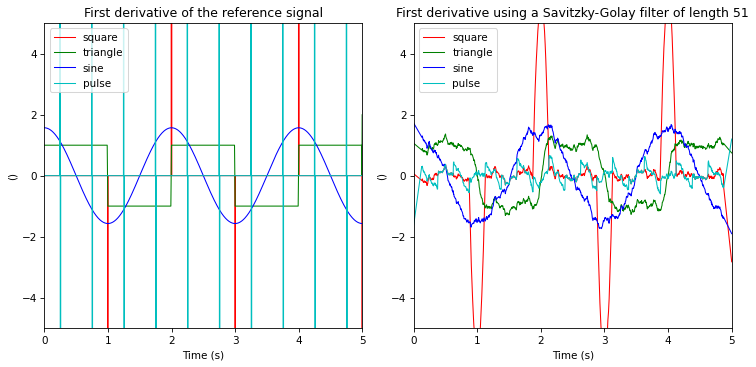 First derivative of the reference signal
square
triangle
sine
pulse
4
2
0
−2
−4
()
0 1 2 3 4 5
Time (s)
First derivative using a Savitzky-Golay filter of length 51
square
triangle
sine
pulse
4
2
0
−2
−4
()
0 1 2 3 4 5
Time (s)